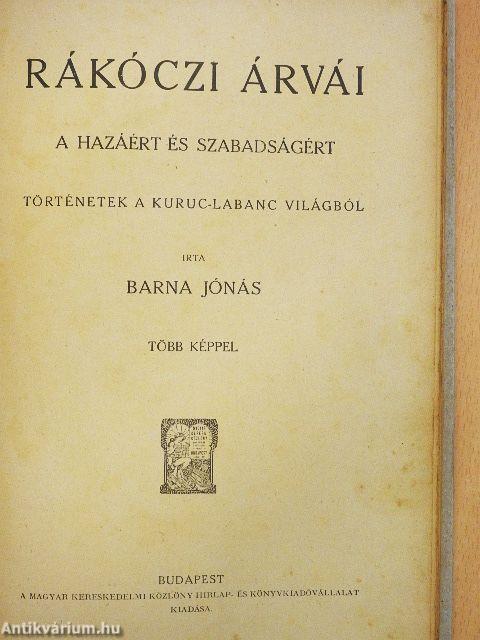 RÁKÓCZI ÁRVÁI
A HAZÁÉRT ÉS SZABADSÁGÉRT
TÖRTÉNETEK A KURUC-LABANC VILÁGBÓL
IRTA
BARNA JÓNÁS
TÖBB KÉPPEL
BUDAPEST
A MAGYAR KERESKEDELMI KÖZLÖNY HIRLAP- ÉS KÖNYVKIADÓVÁLLALAT
KIADÁSA.
Antikvárium.hu